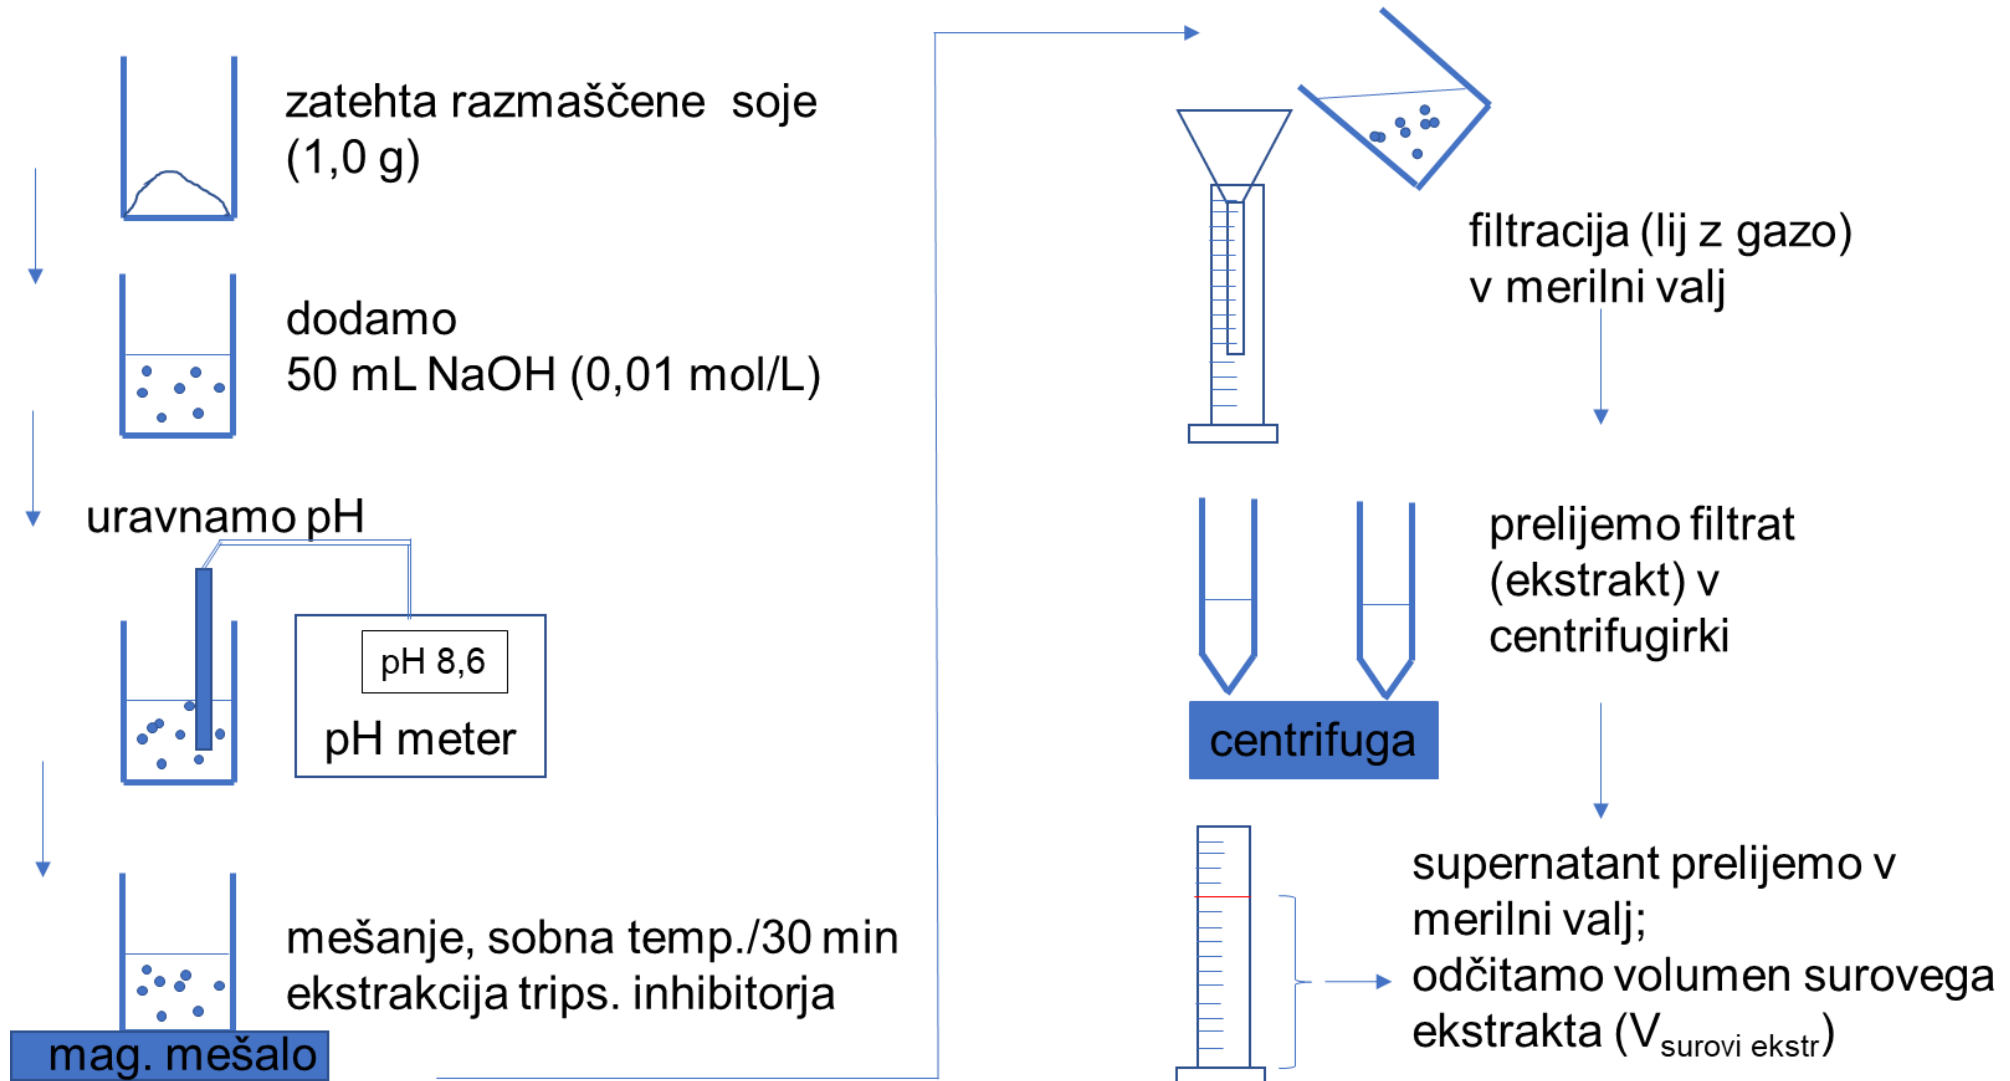 zatehta razmaščene soje
(1,0 g)
dodamo
50 mL NaOH (0,01 mol/L)
uravnamo pH
pH 8,6
pH meter
mešanje, sobna temp./30 min
ekstrakcija trips. inhibitorja
mag. mešalo
filtracija (lij z gazo)
v merilni valj
prelijemo filtrat
(ekstrakt) v
centrifugirki
centrifuga
supernatant prelijemo v
merilni valj;
odčitamo volumen surovega
ekstrakta (Vsurovi ekstr)